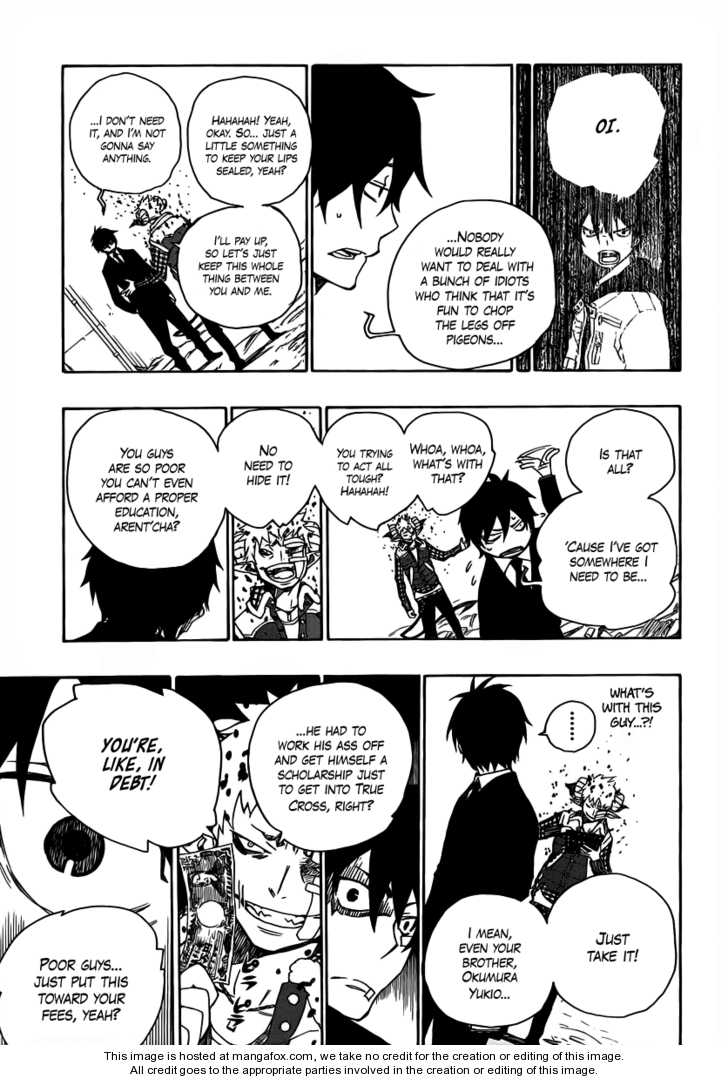 OI.
...NOBODY
WOULD REALLY
WANT TO DEAL WITH
A BUNCH OF IDIOTS
WHO THINK THAT IT'S
FUN TO CHOP
THE LEGS OFF
PIGEONS...
HAHAHAH! YEAH,
OKAY. SO... JUST A
LITTLE SOMETHING
TO KEEP YOUR LIPS
SEALED, YEAH?
I'LL PAY UP,
SO LET'S JUST
KEEP THIS WHOLE
THING BETWEEN
YOU AND ME.
...I DON'T NEED
IT, AND I'M NOT
GONNA SAY
ANYTHING.
IS THAT
ALL?
'CAUSE I'VE GOT
SOMEWHERE I
NEED TO BE...
WHOA, WHOA,
WHAT'S WITH
THAT?
YOU TRYING
TO ACT ALL
TOUGH?
HAHAHAH!
NO
NEED TO
HIDE IT!
YOU GUYS
ARE SO POOR
YOU CAN'T EVEN
AFFORD A PROPER
EDUCATION,
ARENT'CHA?
WHAT'S
WITH THIS
GUY...?!
......
JUST
TAKE IT!
I MEAN,
EVEN YOUR
BROTHER,
OKUMURA
YUKIO...
...HE HAD TO
WORK HIS ASS OFF
AND GET HIMSELF A
SCHOLARSHIP JUST
TO GET INTO TRUE
CROSS, RIGHT?
YOU'RE,
LIKE, IN
DEBT!
POOR GUYS...
JUST PUT THIS
TOWARD YOUR
FEES, YEAH?
This image is hosted at mangafox.com, we take no credit for the creation or editing of this image.
All credit goes to the appropriate parties involved in the creation or editing of this image.